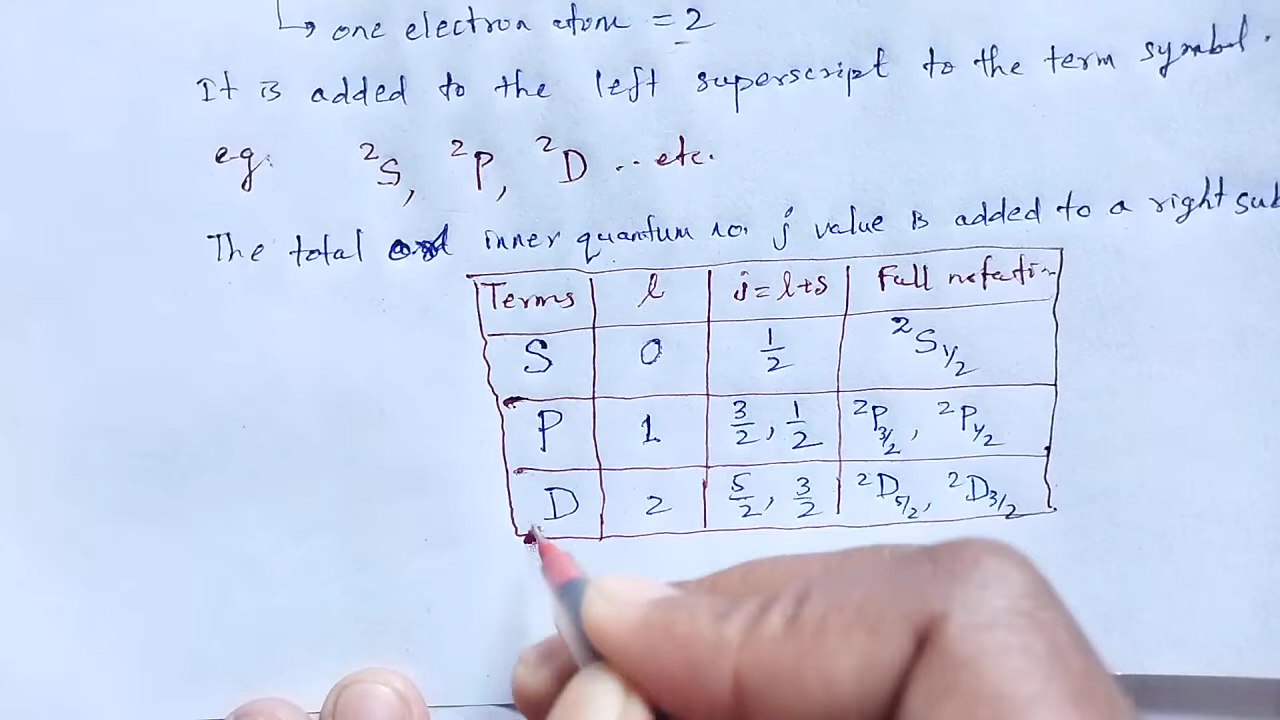 ↳ one electron atom = 2
It is added to the left superscript to the term symbol.
eg: ²S, ²P, ²D ... etc.
The total inner quantum no. j value is added to a right sub
Terms l j = l+s Full notation
S 0 1/2 ²S1/2
P 1 3/2, 1/2 ²P3/2, ²P1/2
D 2 5/2, 3/2 ²D5/2, ²D3/2